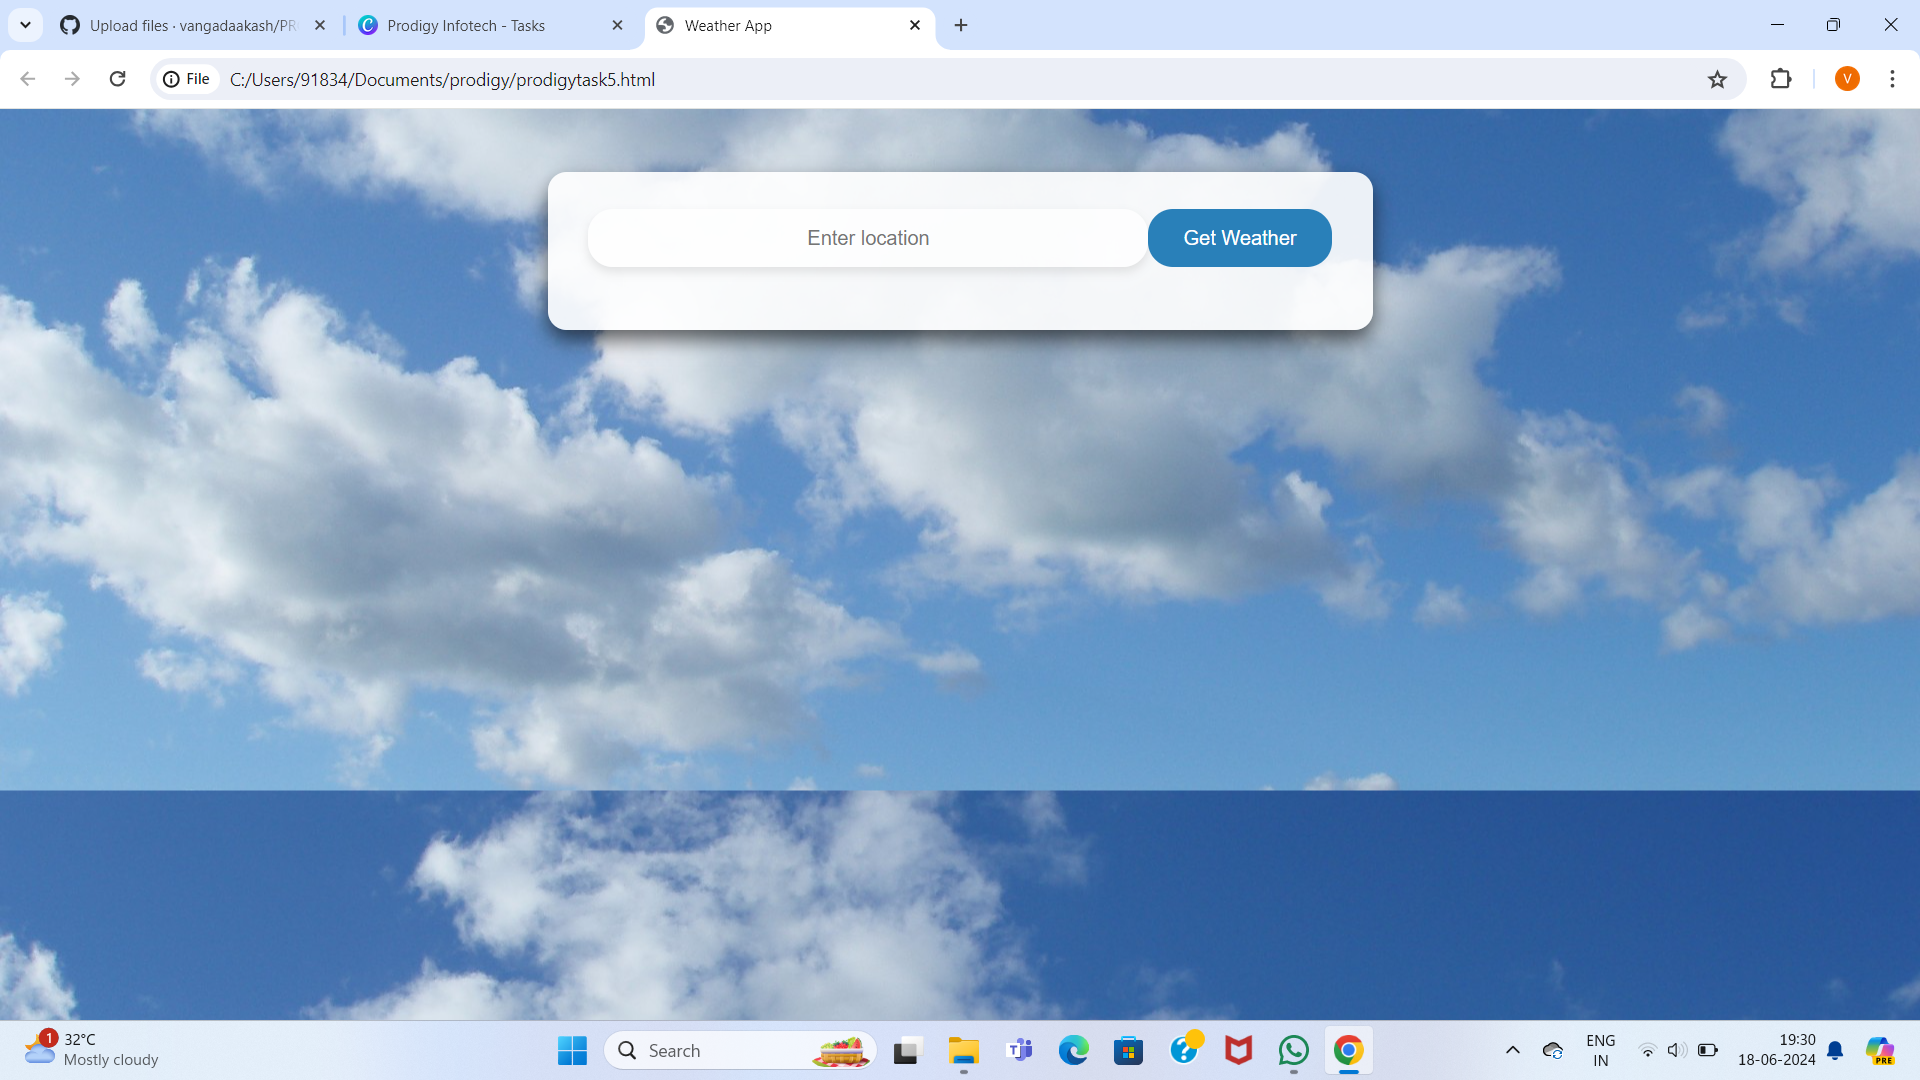 Upload files · vangadaakash/PR
Prodigy Infotech - Tasks
Weather App
File
C:/Users/91834/Documents/prodigy/prodigytask5.html
V
Enter location
Get Weather
1
32°C
Mostly cloudy
Search
ENG
IN
19:30
18-06-2024
PRE